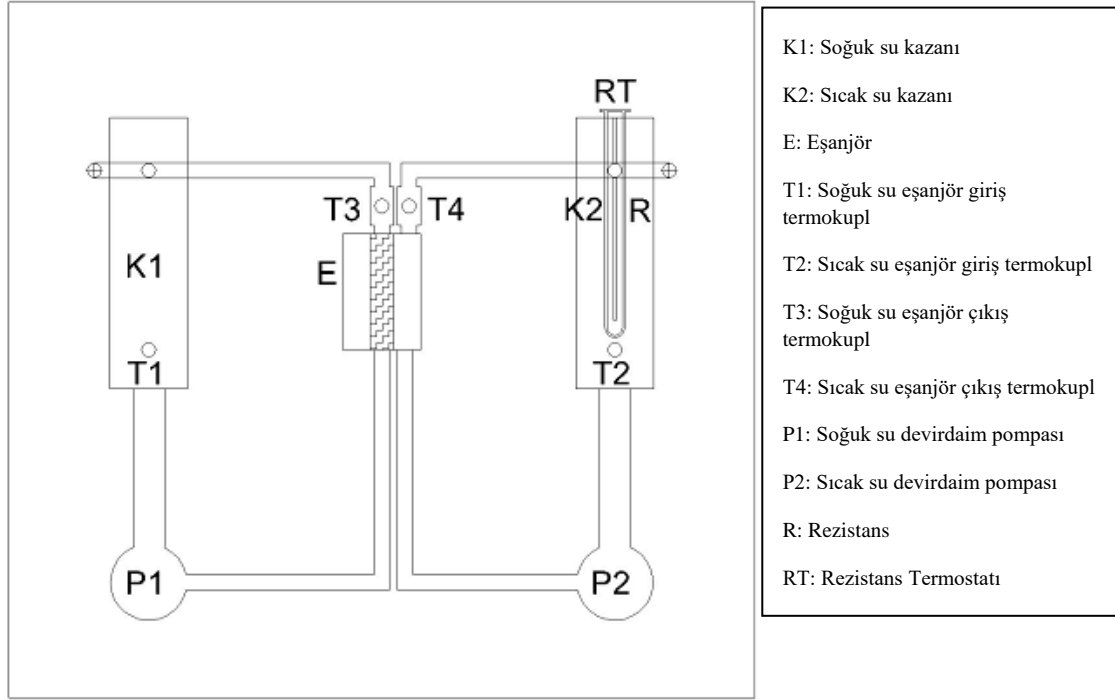 RT
T3
T4
K2
R
K1
E
T1
T2
P1
P2
K1: Soğuk su kazanı
K2: Sıcak su kazanı
E: Eşanjör
T1: Soğuk su eşanjör giriş
termokupl
T2: Sıcak su eşanjör giriş termokupl
T3: Soğuk su eşanjör çıkış
termokupl
T4: Sıcak su eşanjör çıkış termokupl
P1: Soğuk su devirdaim pompası
P2: Sıcak su devirdaim pompası
R: Rezistans
RT: Rezistans Termostatı